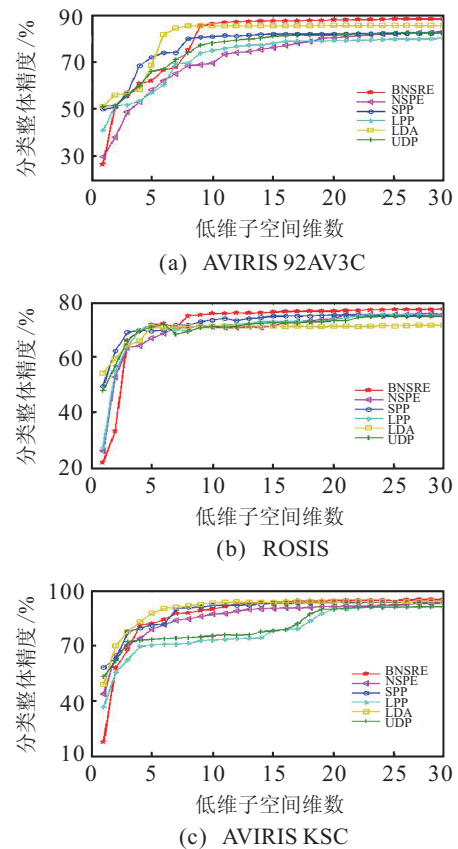 分类整体精度 /%
90
70
50
30
BNSRE
NSPE
SPP
LPP
LDA
UDP
0 5 10 15 20 25 30
低维子空间维数
(a) AVIRIS 92AV3C
分类整体精度 /%
80
60
40
20
BNSRE
NSPE
SPP
LPP
LDA
UDP
0 5 10 15 20 25 30
低维子空间维数
(b) ROSIS
分类整体精度 /%
100
70
40
10
BNSRE
NSPE
SPP
LPP
LDA
UDP
0 5 10 15 20 25 30
低维子空间维数
(c) AVIRIS KSC